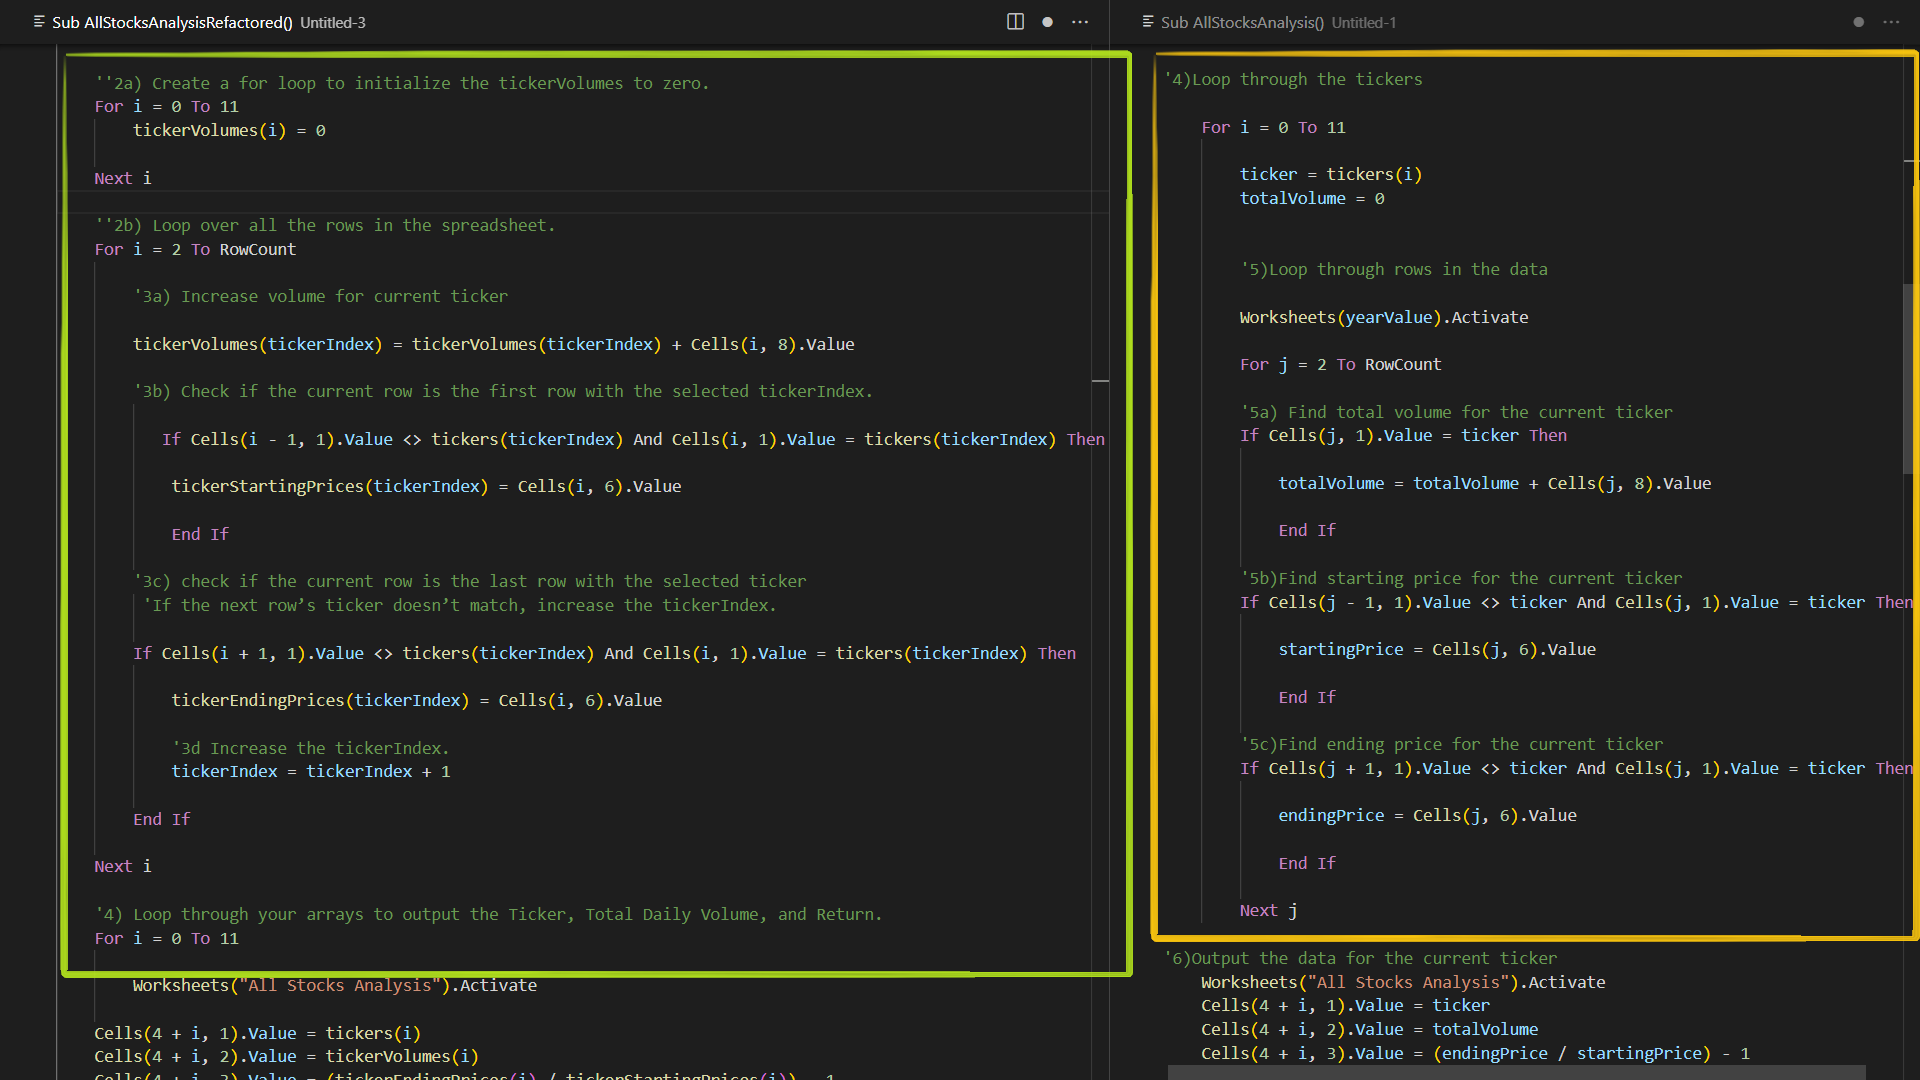 Sub AllStocksAnalysisRefactored() Untitled-3
''2a) Create a for loop to initialize the tickerVolumes to zero.
For i = 0 To 11
tickerVolumes(i) = 0
Next i
''2b) Loop over all the rows in the spreadsheet.
For i = 2 To RowCount
'3a) Increase volume for current ticker
tickerVolumes(tickerIndex) = tickerVolumes(tickerIndex) + Cells(i, 8).Value
'3b) Check if the current row is the first row with the selected tickerIndex.
If Cells(i - 1, 1).Value <> tickers(tickerIndex) And Cells(i, 1).Value = tickers(tickerIndex) Then
tickerStartingPrices(tickerIndex) = Cells(i, 6).Value
End If
'3c) check if the current row is the last row with the selected ticker
'If the next row’s ticker doesn’t match, increase the tickerIndex.
If Cells(i + 1, 1).Value <> tickers(tickerIndex) And Cells(i, 1).Value = tickers(tickerIndex) Then
tickerEndingPrices(tickerIndex) = Cells(i, 6).Value
'3d Increase the tickerIndex.
tickerIndex = tickerIndex + 1
End If
Next i
'4) Loop through your arrays to output the Ticker, Total Daily Volume, and Return.
For i = 0 To 11
Worksheets("All Stocks Analysis").Activate
Cells(4 + i, 1).Value = tickers(i)
Cells(4 + i, 2).Value = tickerVolumes(i)
Cells(4 + i, 3).Value = (tickerEndingPrices(i) / tickerStartingPrices(i)) - 1
Sub AllStocksAnalysis() Untitled-1
'4)Loop through the tickers
For i = 0 To 11
ticker = tickers(i)
totalVolume = 0
'5)Loop through rows in the data
Worksheets(yearValue).Activate
For j = 2 To RowCount
'5a) Find total volume for the current ticker
If Cells(j, 1).Value = ticker Then
totalVolume = totalVolume + Cells(j, 8).Value
End If
'5b)Find starting price for the current ticker
If Cells(j - 1, 1).Value <> ticker And Cells(j, 1).Value = ticker Then
startingPrice = Cells(j, 6).Value
End If
'5c)Find ending price for the current ticker
If Cells(j + 1, 1).Value <> ticker And Cells(j, 1).Value = ticker Then
endingPrice = Cells(j, 6).Value
End If
Next j
'6)Output the data for the current ticker
Worksheets("All Stocks Analysis").Activate
Cells(4 + i, 1).Value = ticker
Cells(4 + i, 2).Value = totalVolume
Cells(4 + i, 3).Value = (endingPrice / startingPrice) - 1